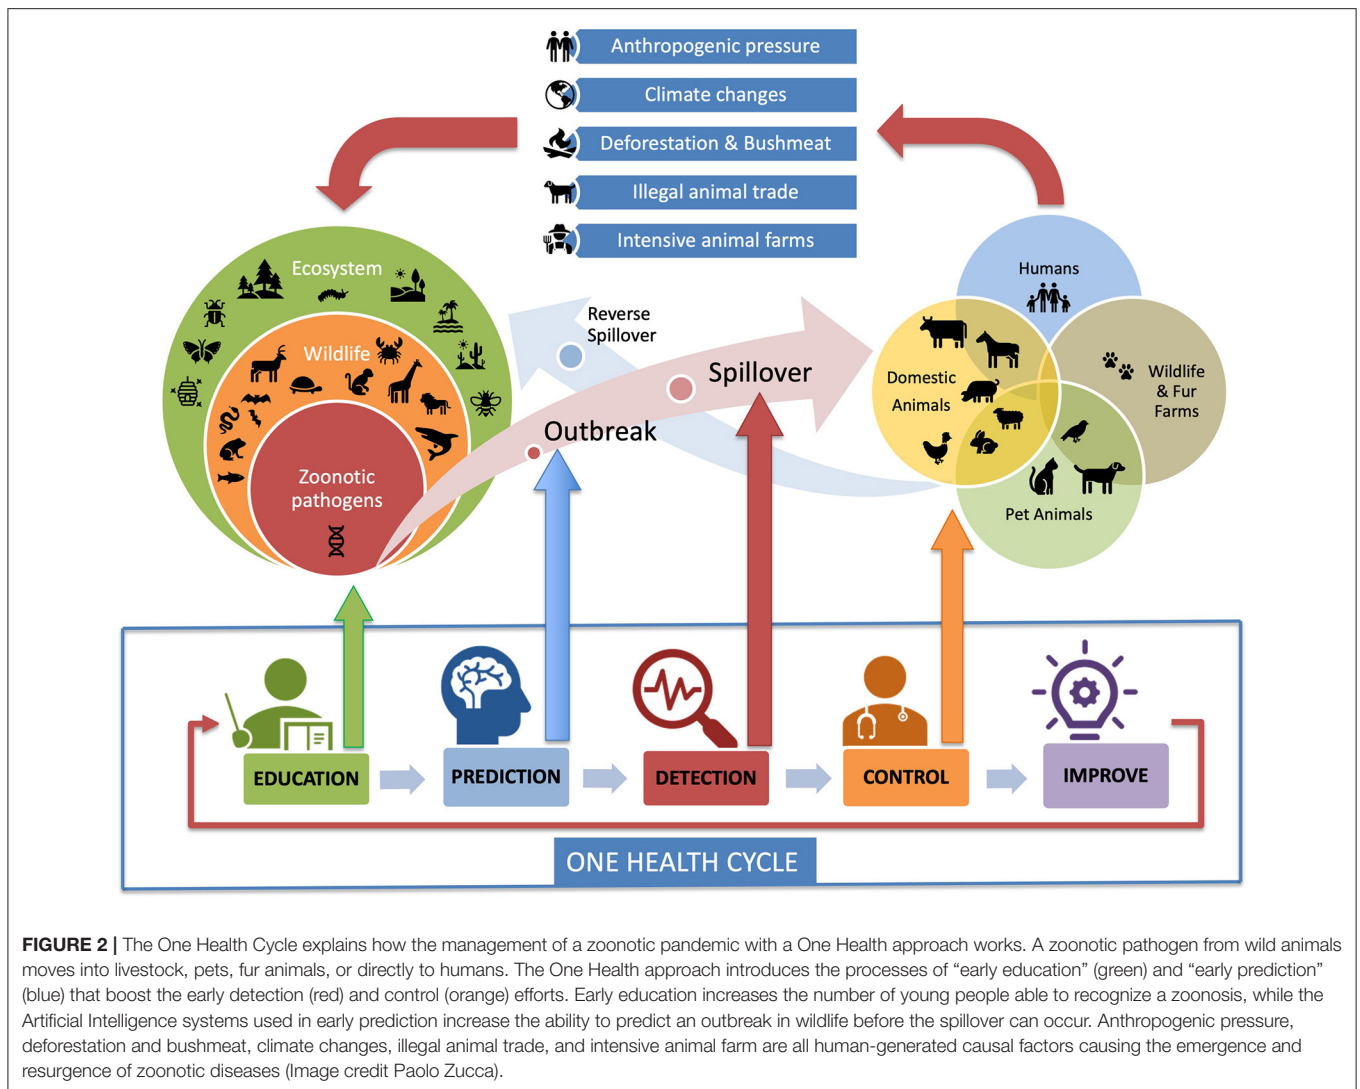 Anthropogenic pressure
Climate changes
Deforestation & Bushmeat
Illegal animal trade
Intensive animal farms
Ecosystem
Wildlife
Zoonotic
pathogens
Reverse
Spillover
Spillover
Outbreak
Humans
Domestic
Animals
Wildlife
& Fur
Farms
Pet Animals
EDUCATION
PREDICTION
DETECTION
CONTROL
IMPROVE
ONE HEALTH CYCLE
FIGURE 2 | The One Health Cycle explains how the management of a zoonotic pandemic with a One Health approach works. A zoonotic pathogen from wild animals
moves into livestock, pets, fur animals, or directly to humans. The One Health approach introduces the processes of “early education” (green) and “early prediction”
(blue) that boost the early detection (red) and control (orange) efforts. Early education increases the number of young people able to recognize a zoonosis, while the
Artificial Intelligence systems used in early prediction increase the ability to predict an outbreak in wildlife before the spillover can occur. Anthropogenic pressure,
deforestation and bushmeat, climate changes, illegal animal trade, and intensive animal farm are all human-generated causal factors causing the emergence and
resurgence of zoonotic diseases (Image credit Paolo Zucca).